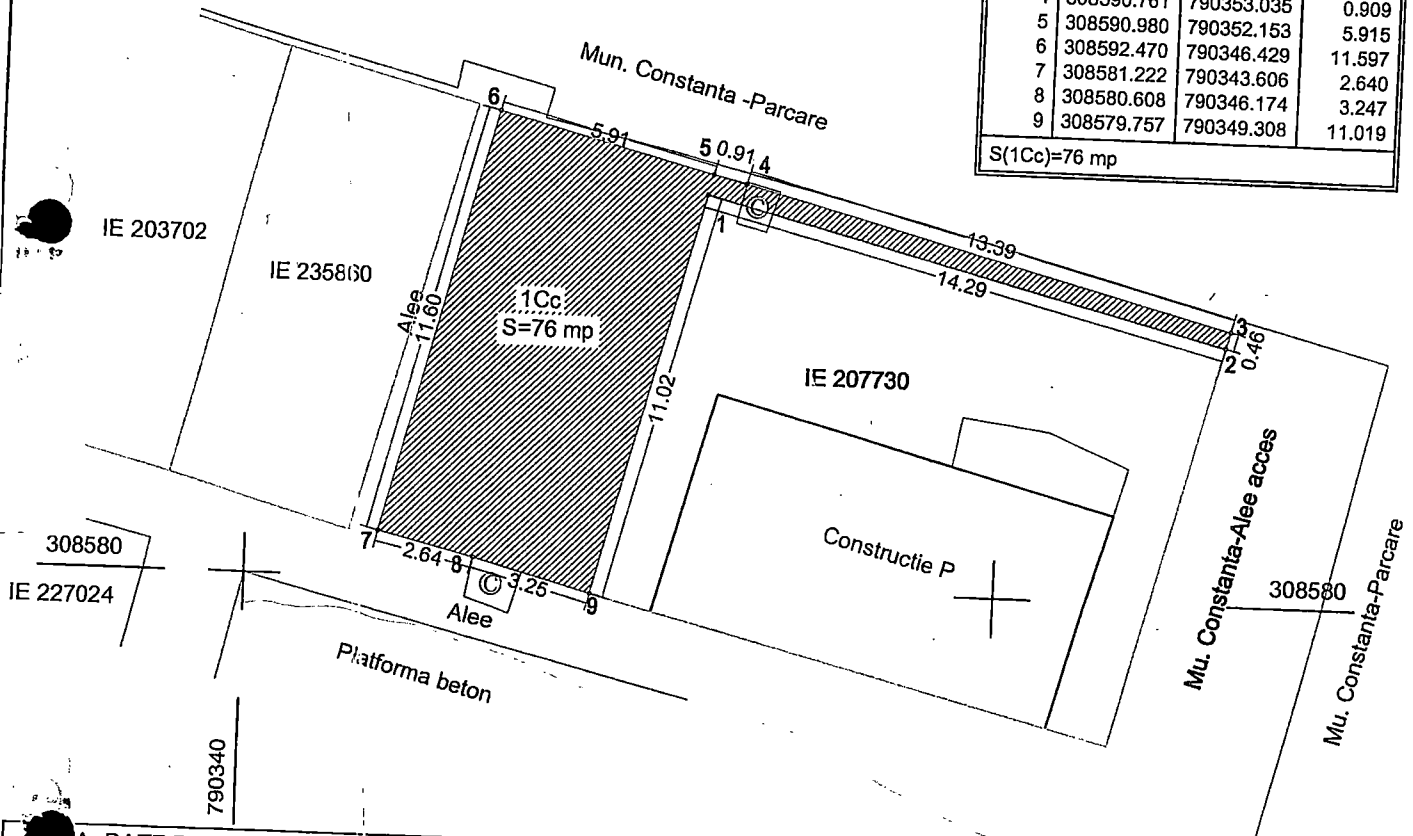 308590.761 790353.035 0.909
5 308590.980 790352.153 5.915
6 308592.470 790346.429 11.597
7 308581.222 790343.606 2.640
8 308580.608 790346.174 3.247
9 308579.757 790349.308 11.019
S(1Cc)=76 mp
Mun. Constanta -Parcare
6
5.91
5 0.91 4
C
1
IE 203702
IE 235860
13.39
14.29
1Cc
S=76 mp
Alee
11.60
3
0.46
2
IE 207730
11.02
Mu. Constanta-Alee acces
Constructie P
7
2.64
8
C
3.25
9
308580
IE 227024
Alee
308580
Mu. Constanta-Parcare
Platforma beton
790340